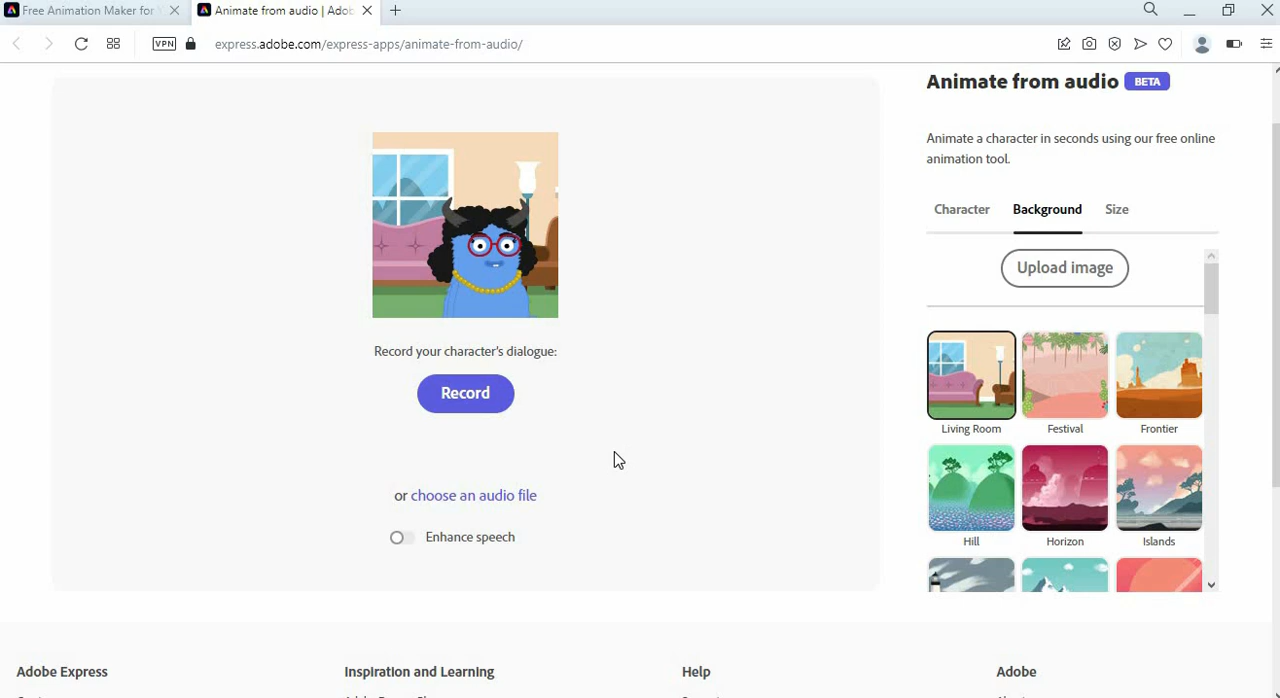 Free Animation Maker for
Animate from audio | Adob
VPN
express.adobe.com/express-apps/animate-from-audio/
Record your character's dialogue:
Record
or choose an audio file
Enhance speech
Animate from audio BETA
Animate a character in seconds using our free online
animation tool.
Character Background Size
Upload image
Living Room Festival Frontier
Hill Horizon Islands
Adobe Express Inspiration and Learning Help Adobe